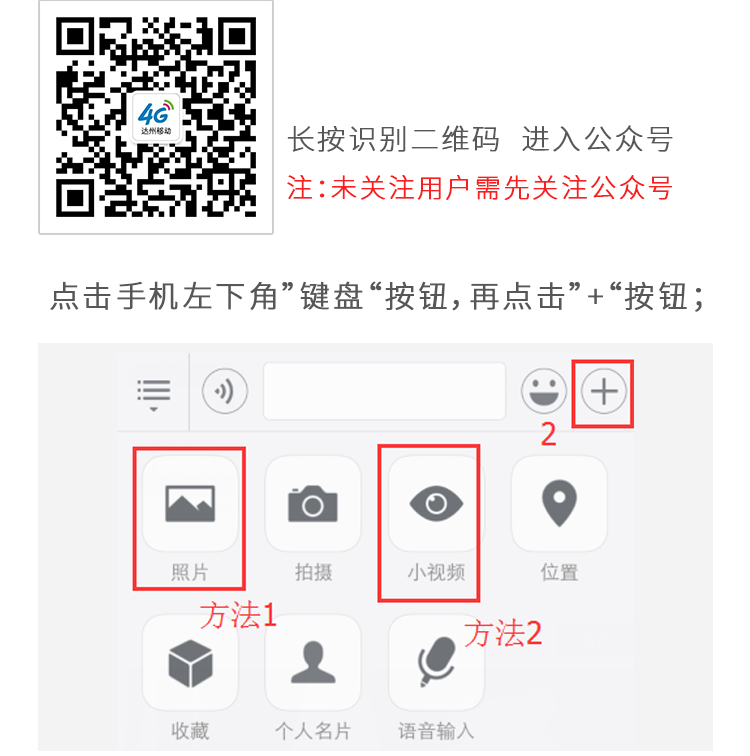 4G
达州移动
长按识别二维码 进入公众号
注:未关注用户需先关注公众号
点击手机左下角”键盘“按钮,再点击”+“按钮;
2
照片 拍摄 小视频 位置
方法1
方法2
收藏 个人名片 语音输入